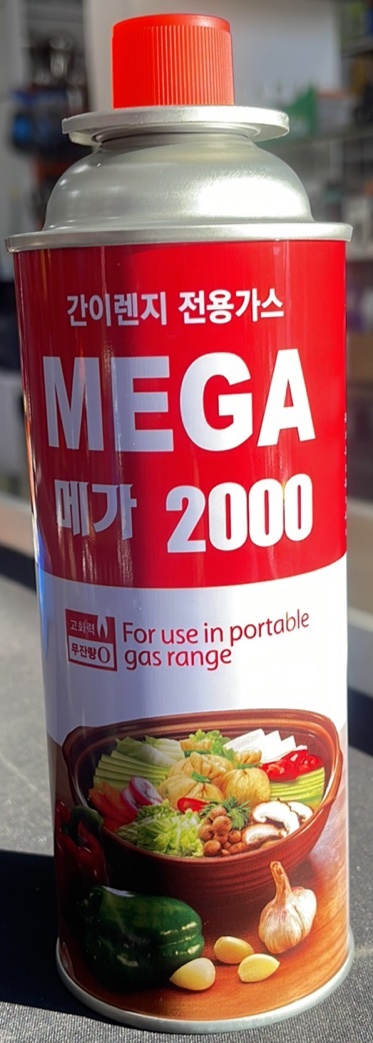 간이렌지 전용가스
MEGA
메가 2000
고화력
무잔량 0
For use in portable
gas range